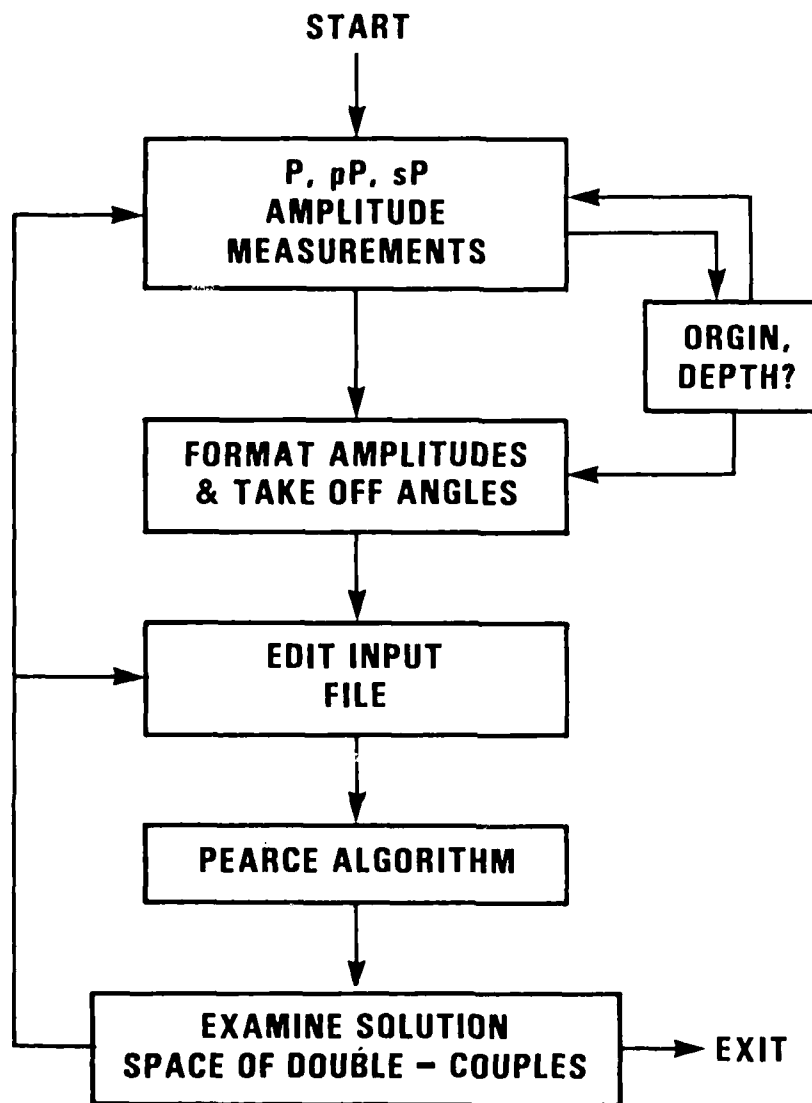 START
P, pP, sP
AMPLITUDE
MEASUREMENTS
ORGIN,
DEPTH?
FORMAT AMPLITUDES
& TAKE OFF ANGLES
EDIT INPUT
FILE
PEARCE ALGORITHM
EXAMINE SOLUTION
SPACE OF DOUBLE – COUPLES
EXIT